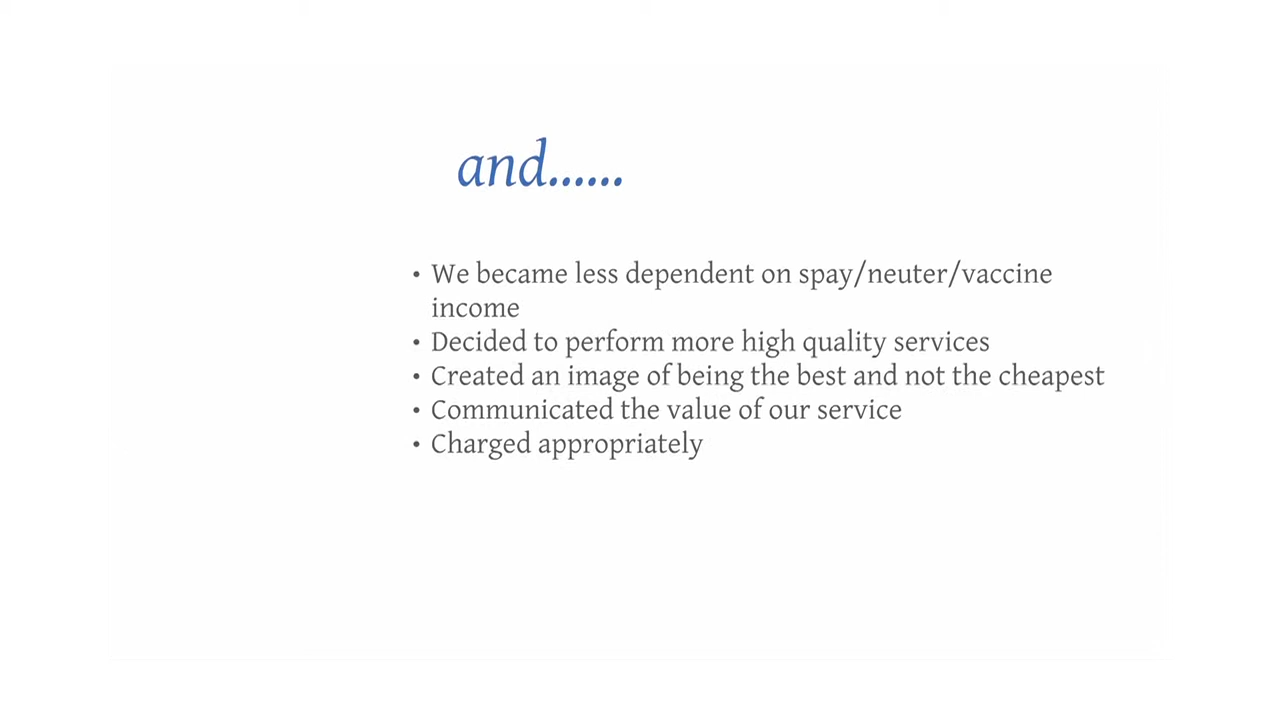 and......
• We became less dependent on spay/neuter/vaccine
income
• Decided to perform more high quality services
• Created an image of being the best and not the cheapest
• Communicated the value of our service
• Charged appropriately